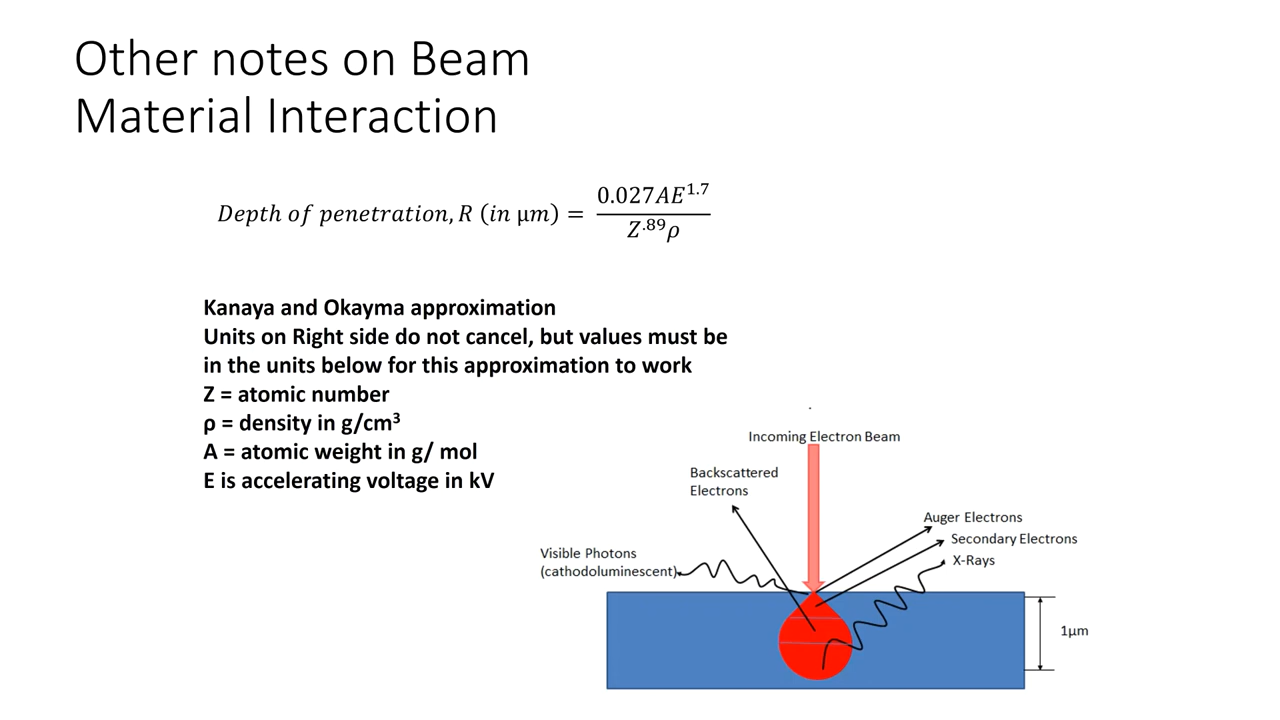 Other notes on Beam
Material Interaction
Depth of penetration, R (in μm) = 0.027AE^1.7 / Z^.89ρ
Kanaya and Okayma approximation
Units on Right side do not cancel, but values must be
in the units below for this approximation to work
Z = atomic number
ρ = density in g/cm³
A = atomic weight in g/ mol
E is accelerating voltage in kV
Incoming Electron Beam
Backscattered
Electrons
Auger Electrons
Secondary Electrons
X-Rays
Visible Photons
(cathodoluminescent)
1μm